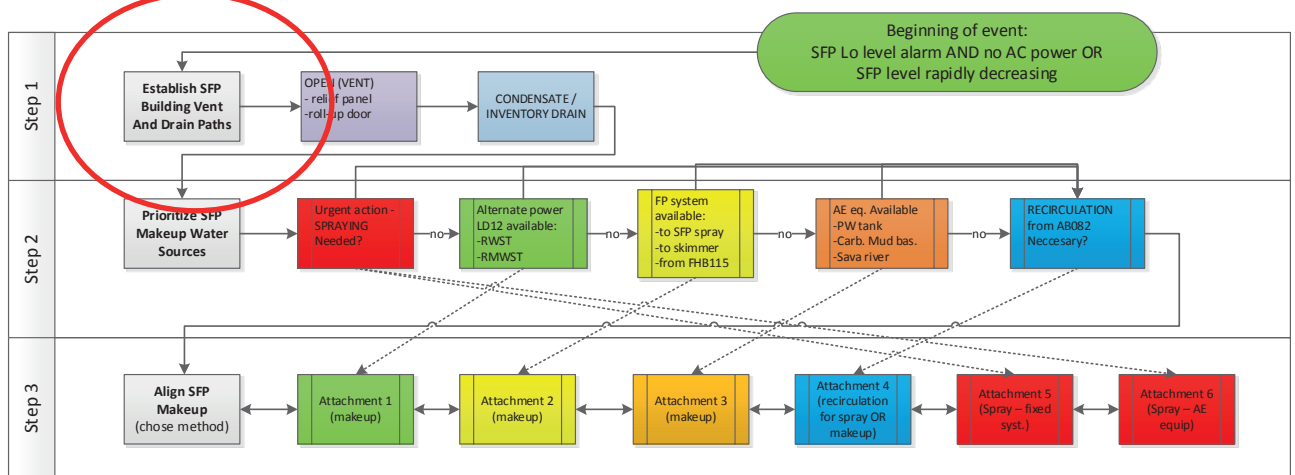 Beginning of event:
SFP Lo level alarm AND no AC power OR
SFP level rapidly decreasing
Step 1
Establish SFP
Building Vent
And Drain Paths
OPEN (VENT)
- relief panel
-roll-up door
CONDENSATE /
INVENTORY DRAIN
Step 2
Prioritize SFP
Makeup Water
Sources
Urgent action -
SPRAYING
Needed?
no
Alternate power
LD12 available:
-RWST
-RMWST
no
FP system
available:
-to SFP spray
-to skimmer
-from FHB115
no
AE eq. Available
-PW tank
-Carb. Mud bas.
-Sava river
no
RECIRCULATION
from AB082
Neccesary?
Step 3
Align SFP
Makeup
(chose method)
Attachment 1
(makeup)
Attachment 2
(makeup)
Attachment 3
(makeup)
Attachment 4
(recirculation
for spray OR
makeup)
Attachment 5
(Spray – fixed
syst.)
Attachment 6
(Spray – AE
equip)